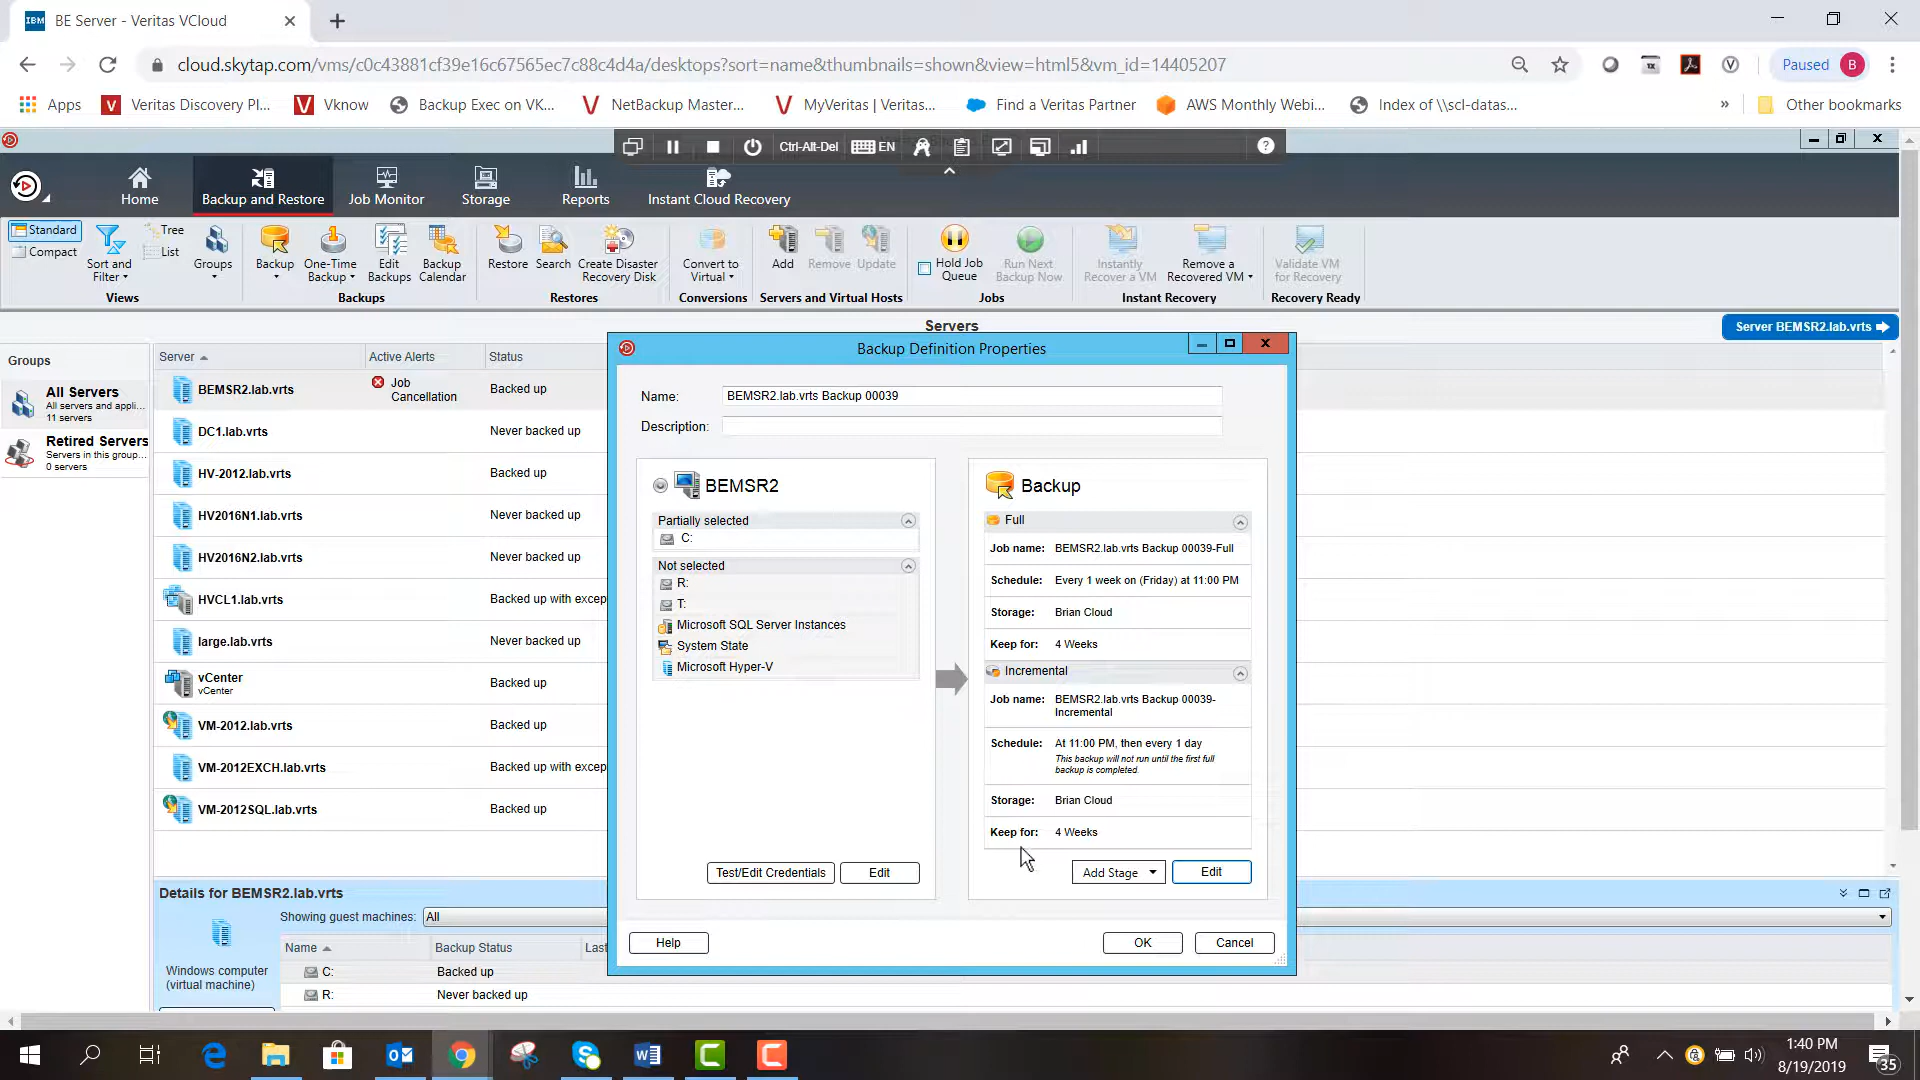 IBM BE Server - Veritas VCloud
cloud.skytap.com/vms/c0c43881cf39e16c67565ec7c88c4d4a/desktops?sort=name&thumbnails=shown&view=html5&vm_id=14405207
Paused B
Apps Veritas Discovery Pl... Vknow Backup Exec on VK... NetBackup Master... MyVeritas | Veritas... Find a Veritas Partner AWS Monthly Webi... Index of \\scl-datas... » Other bookmarks
Ctrl-Alt-Del EN
Home Backup and Restore Job Monitor Storage Reports Instant Cloud Recovery
Standard
Compact
Sort and
Filter
Tree
List
Groups
Views
Backup
One-Time
Backup
Edit
Backups
Backup
Calendar
Backups
Restore
Search
Create Disaster
Recovery Disk
Restores
Convert to
Virtual
Conversions
Add
Remove
Update
Servers and Virtual Hosts
Hold Job
Queue
Run Next
Backup Now
Jobs
Instantly
Recover a VM
Remove a
Recovered VM
Instant Recovery
Validate VM
for Recovery
Recovery Ready
Servers
Server BEMSR2.lab.vrts
Groups
All Servers
All servers and appli...
11 servers
Retired Servers
Servers in this group...
0 servers
Server Active Alerts Status
BEMSR2.lab.vrts Job Cancellation Backed up
DC1.lab.vrts Never backed up
HV-2012.lab.vrts Backed up
HV2016N1.lab.vrts Never backed up
HV2016N2.lab.vrts Never backed up
HVCL1.lab.vrts Backed up with excep
large.lab.vrts Never backed up
vCenter Backed up
vCenter
VM-2012.lab.vrts Backed up
VM-2012EXCH.lab.vrts Backed up with excep
VM-2012SQL.lab.vrts Backed up
Backup Definition Properties
Name: BEMSR2.lab.vrts Backup 00039
Description:
BEMSR2
Partially selected
C:
Not selected
R:
T:
Microsoft SQL Server Instances
System State
Microsoft Hyper-V
Test/Edit Credentials Edit
Backup
Full
Job name: BEMSR2.lab.vrts Backup 00039-Full
Schedule: Every 1 week on (Friday) at 11:00 PM
Storage: Brian Cloud
Keep for: 4 Weeks
Incremental
Job name: BEMSR2.lab.vrts Backup 00039-
Incremental
Schedule: At 11:00 PM, then every 1 day
This backup will not run until the first full
backup is completed.
Storage: Brian Cloud
Keep for: 4 Weeks
Add Stage Edit
Help OK Cancel
Details for BEMSR2.lab.vrts
Showing guest machines: All
Windows computer
(virtual machine)
Name Backup Status Last
C: Backed up
R: Never backed up
1:40 PM
8/19/2019
35